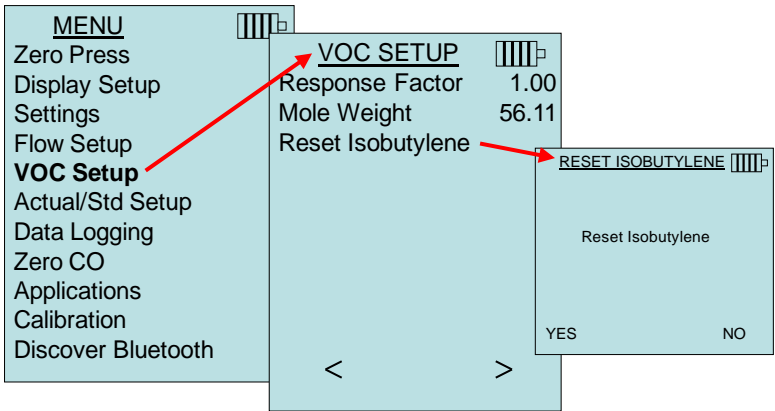 MENU
Zero Press
Display Setup
Settings
Flow Setup
VOC Setup
Actual/Std Setup
Data Logging
Zero CO
Applications
Calibration
Discover Bluetooth
VOC SETUP
Response Factor 1.00
Mole Weight 56.11
Reset Isobutylene
< >
RESET ISOBUTYLENE
Reset Isobutylene
YES NO